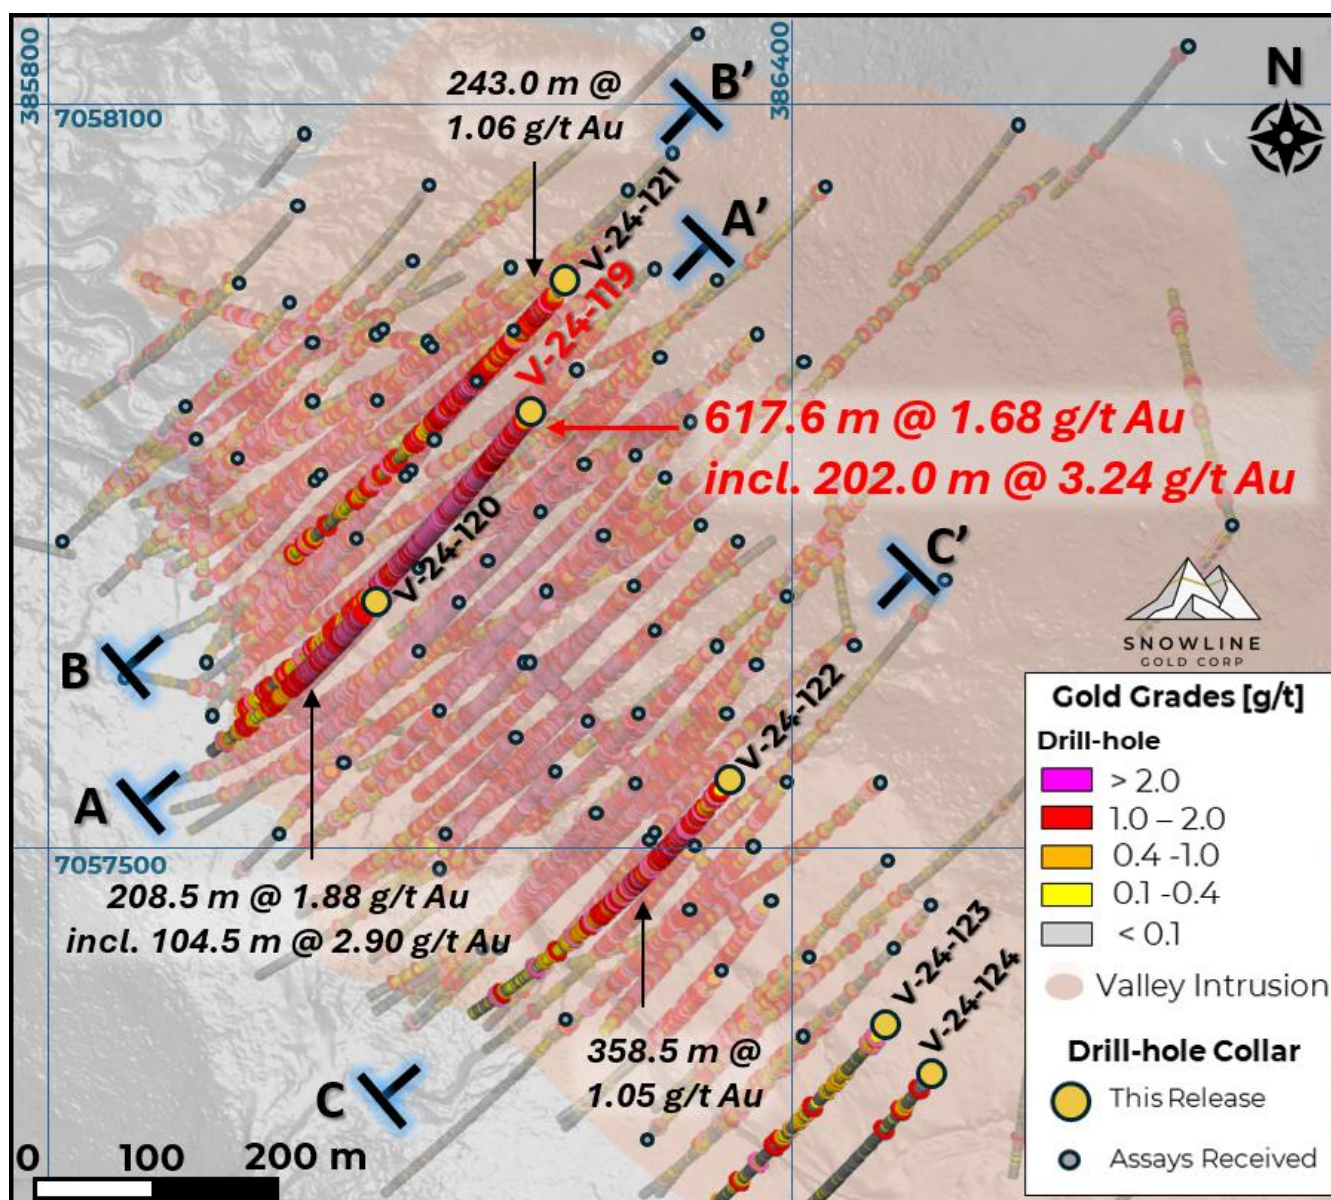 385800
7058100
243.0 m @
1.06 g/t Au
B’
386400
N
V-24-121
A’
V-24-119
617.6 m @ 1.68 g/t Au
incl. 202.0 m @ 3.24 g/t Au
V-24-120
C’
SNOWLINE
GOLD CORP
B
A
V-24-122
7057500
208.5 m @ 1.88 g/t Au
incl. 104.5 m @ 2.90 g/t Au
358.5 m @
1.05 g/t Au
V-24-123
V-24-124
C
0 100 200 m
Gold Grades [g/t]
Drill-hole
> 2.0
1.0 – 2.0
0.4 -1.0
0.1 -0.4
< 0.1
Valley Intrusion
Drill-hole Collar
This Release
Assays Received